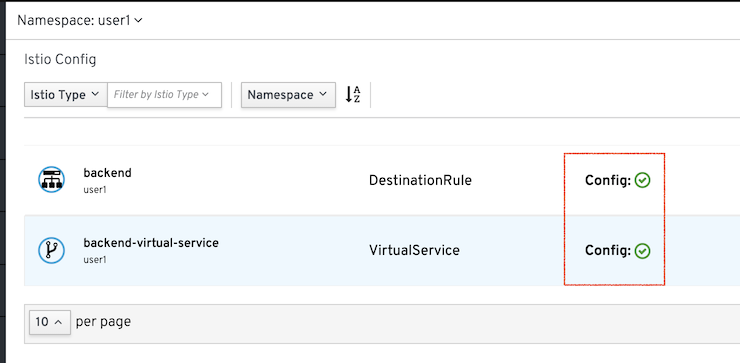 Namespace: user1
Istio Config
Istio Type Filter by Istio Type Namespace A Z
backend
user1
DestinationRule
Config:
backend-virtual-service
user1
VirtualService
Config:
10 per page